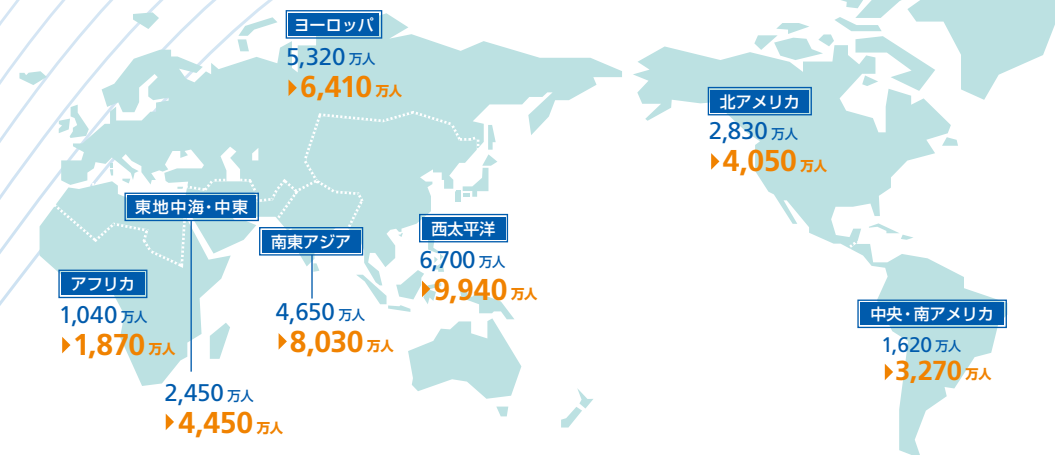 ヨーロッパ
5,320 万人
6,410 万人
北アメリカ
2,830 万人
4,050 万人
東地中海・中東
2,450 万人
4,450 万人
南東アジア
4,650 万人
8,030 万人
西太平洋
6,700 万人
9,940 万人
アフリカ
1,040 万人
1,870 万人
中央・南アメリカ
1,620 万人
3,270 万人